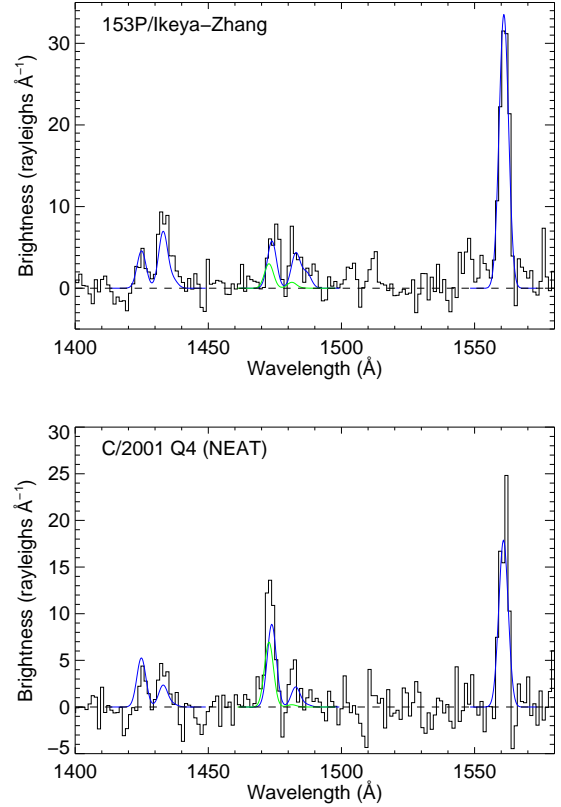 153P/Ikeya−Zhang
30
20
10
0
Brightness (rayleighs Å⁻¹)
1400 1450 1500 1550
Wavelength (Å)
C/2001 Q4 (NEAT)
30
25
20
15
10
5
0
−5
Brightness (rayleighs Å⁻¹)
1400 1450 1500 1550
Wavelength (Å)